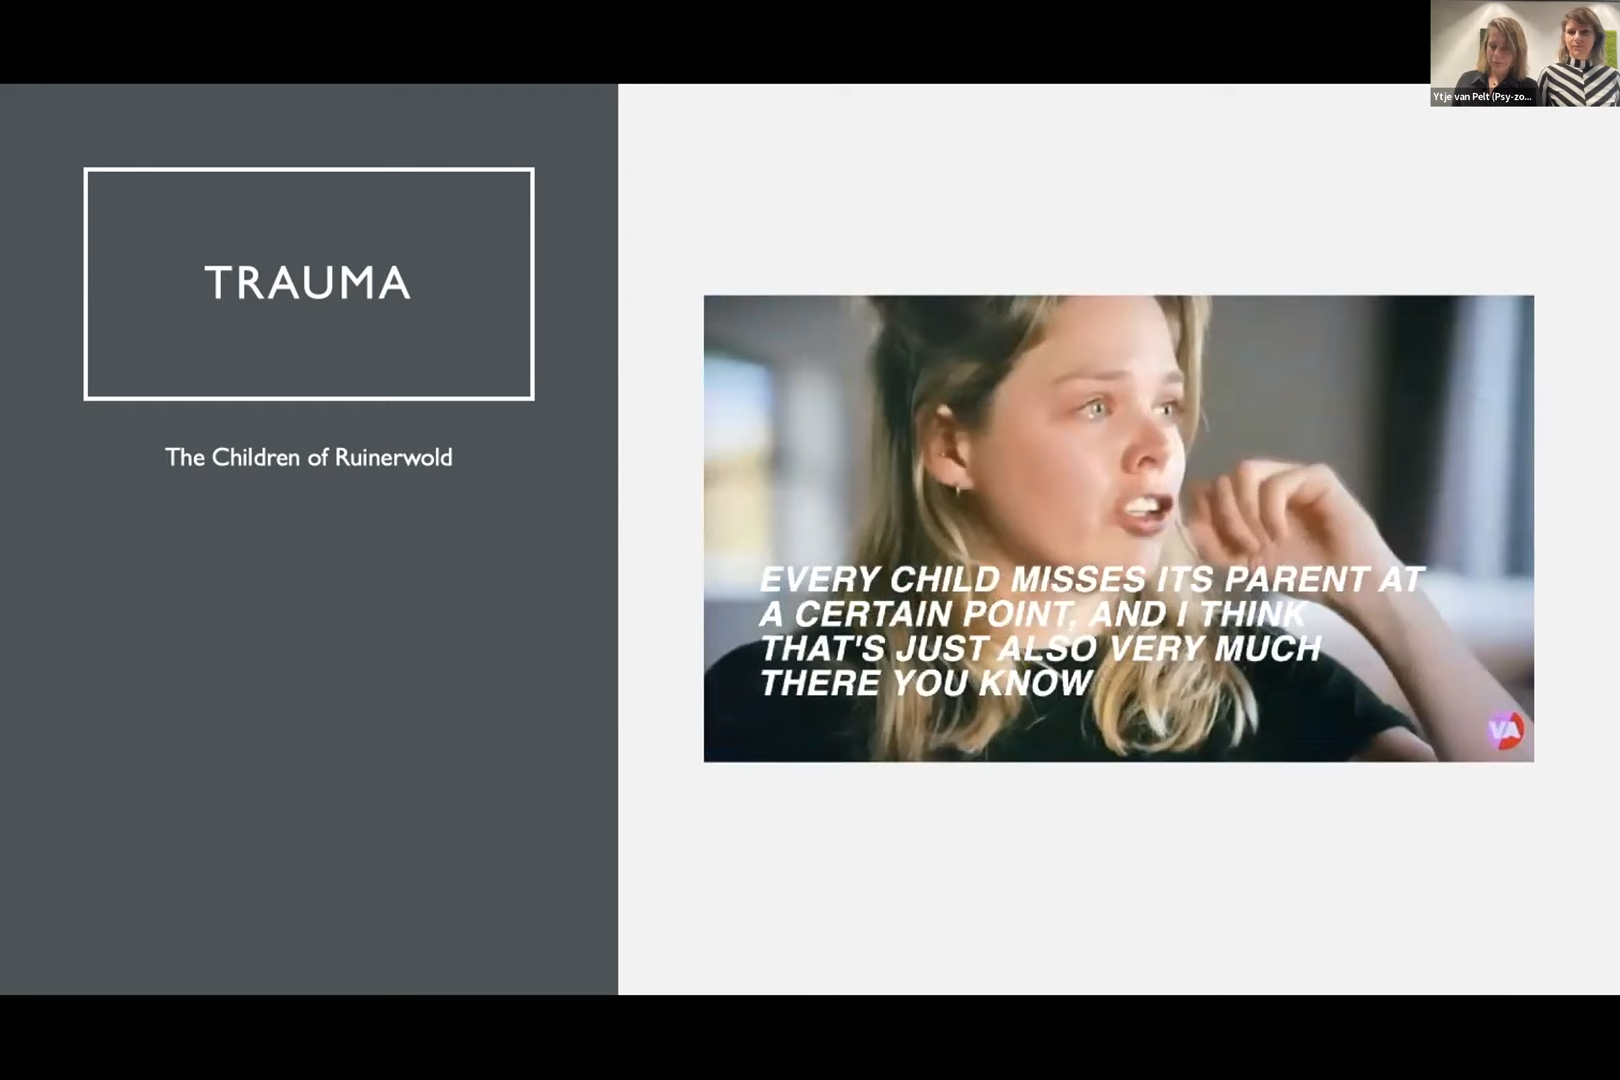 Ytje van Pelt (Psy-zo...
TRAUMA
The Children of Ruinerwold
EVERY CHILD MISSES ITS PARENT AT
A CERTAIN POINT, AND I THINK
THAT'S JUST ALSO VERY MUCH
THERE YOU KNOW
VA